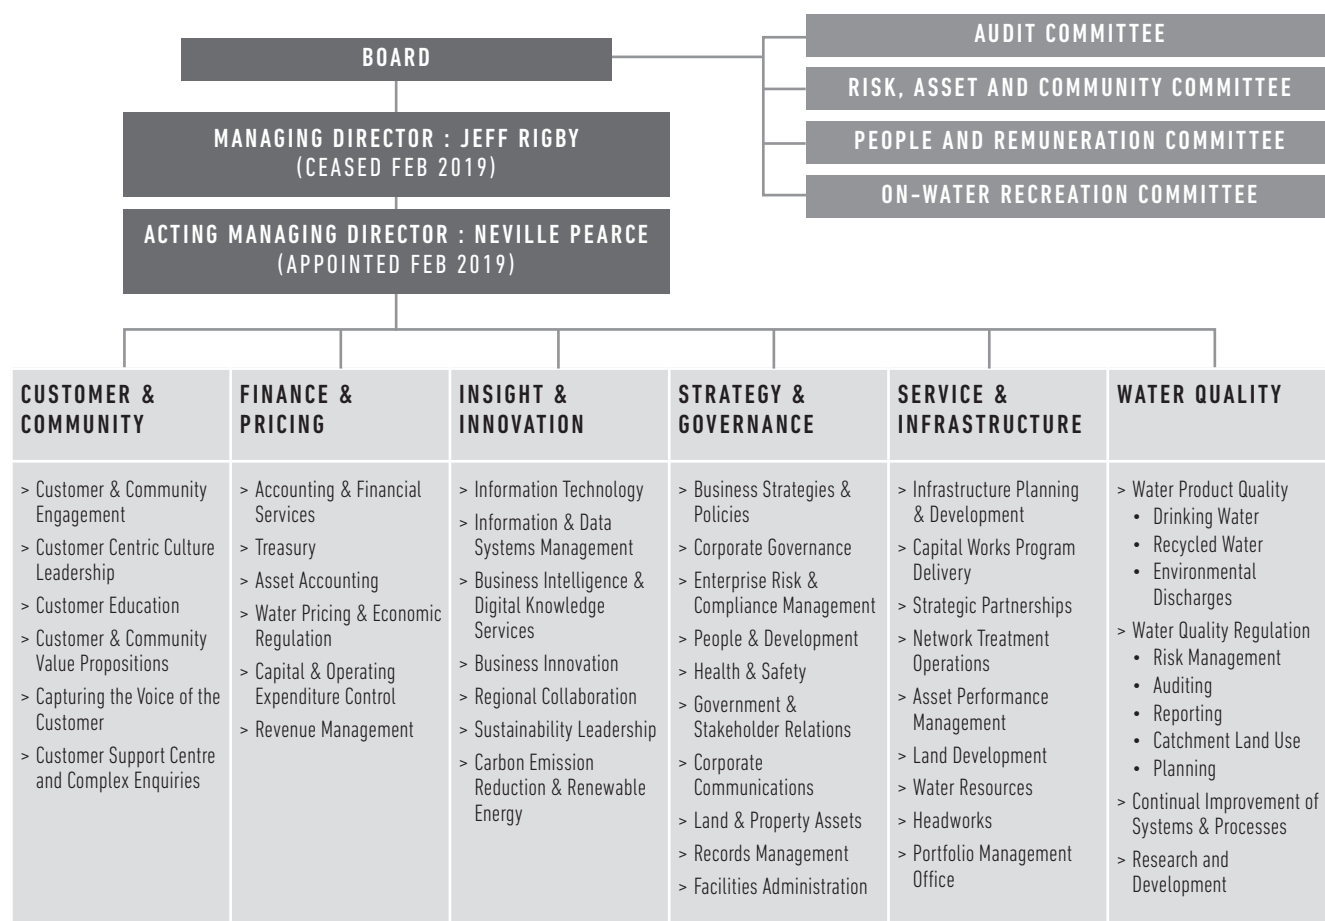 BOARD
AUDIT COMMITTEE
RISK, ASSET AND COMMUNITY COMMITTEE
PEOPLE AND REMUNERATION COMMITTEE
ON-WATER RECREATION COMMITTEE
MANAGING DIRECTOR : JEFF RIGBY
(CEASED FEB 2019)
ACTING MANAGING DIRECTOR : NEVILLE PEARCE
(APPOINTED FEB 2019)
CUSTOMER &
COMMUNITY
> Customer & Community
Engagement
> Customer Centric Culture
Leadership
> Customer Education
> Customer & Community
Value Propositions
> Capturing the Voice of the
Customer
> Customer Support Centre
and Complex Enquiries
FINANCE &
PRICING
> Accounting & Financial
Services
> Treasury
> Asset Accounting
> Water Pricing & Economic
Regulation
> Capital & Operating
Expenditure Control
> Revenue Management
INSIGHT &
INNOVATION
> Information Technology
> Information & Data
Systems Management
> Business Intelligence &
Digital Knowledge
Services
> Business Innovation
> Regional Collaboration
> Sustainability Leadership
> Carbon Emission
Reduction & Renewable
Energy
STRATEGY &
GOVERNANCE
> Business Strategies &
Policies
> Corporate Governance
> Enterprise Risk &
Compliance Management
> People & Development
> Health & Safety
> Government &
Stakeholder Relations
> Corporate
Communications
> Land & Property Assets
> Records Management
> Facilities Administration
SERVICE &
INFRASTRUCTURE
> Infrastructure Planning
& Development
> Capital Works Program
Delivery
> Strategic Partnerships
> Network Treatment
Operations
> Asset Performance
Management
> Land Development
> Water Resources
> Headworks
> Portfolio Management
Office
WATER QUALITY
> Water Product Quality
• Drinking Water
• Recycled Water
• Environmental
Discharges
> Water Quality Regulation
• Risk Management
• Auditing
• Reporting
• Catchment Land Use
• Planning
> Continual Improvement of
Systems & Processes
> Research and
Development